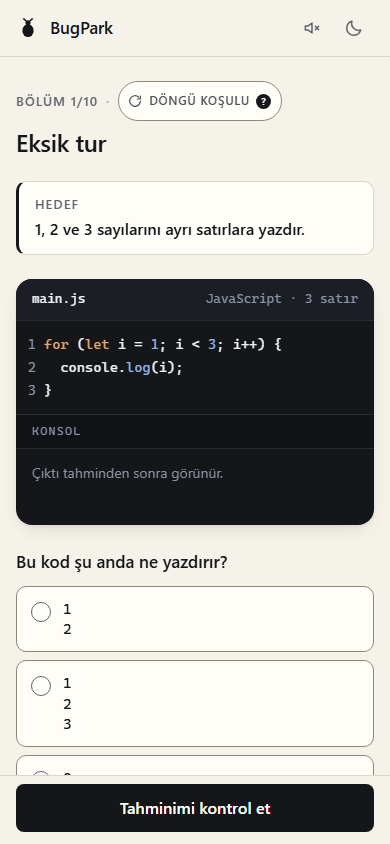 BugPark
BÖLÜM 1/10 · DÖNGÜ KOŞULU ?
Eksik tur
HEDEF
1, 2 ve 3 sayılarını ayrı satırlara yazdır.
main.js JavaScript · 3 satır
1 for (let i = 1; i < 3; i++) {
2 console.log(i);
3 }
KONSOL
Çıktı tahminden sonra görünür.
Bu kod şu anda ne yazdırır?
1
2
1
2
3
Tahminimi kontrol et